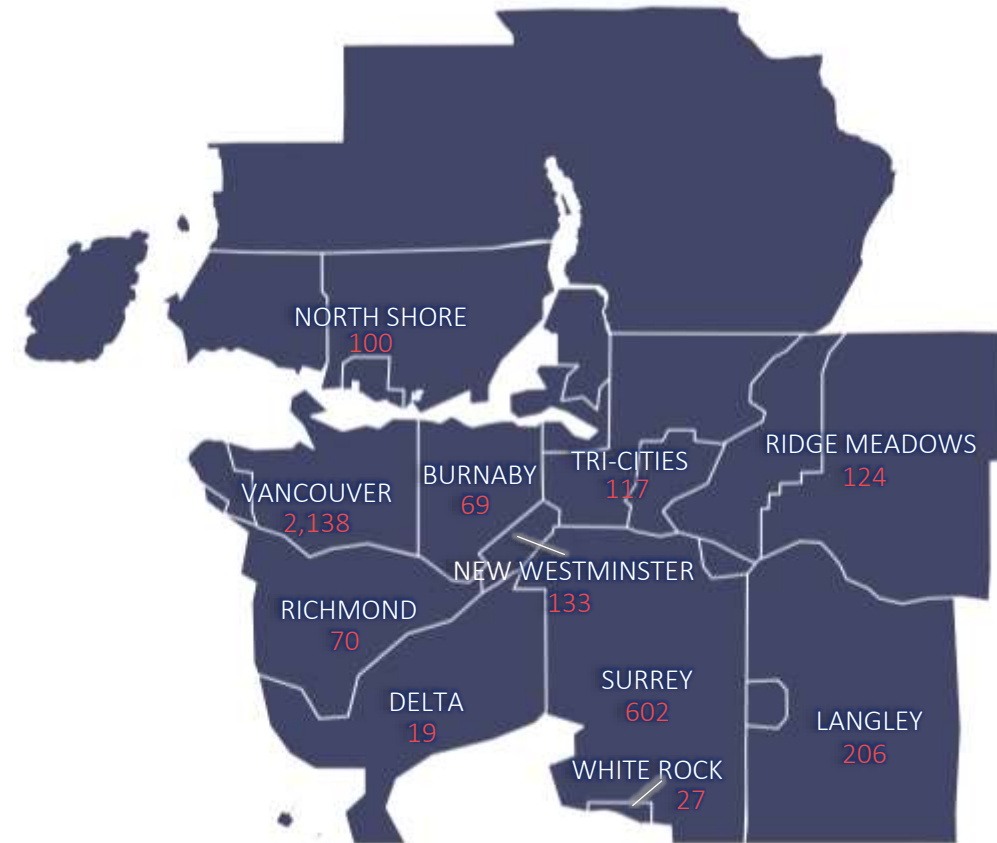 NORTH SHORE
100
RIDGE MEADOWS
124
TRI-CITIES
117
BURNABY
69
VANCOUVER
2,138
NEW WESTMINSTER
133
RICHMOND
70
SURREY
602
DELTA
19
LANGLEY
206
WHITE ROCK
27